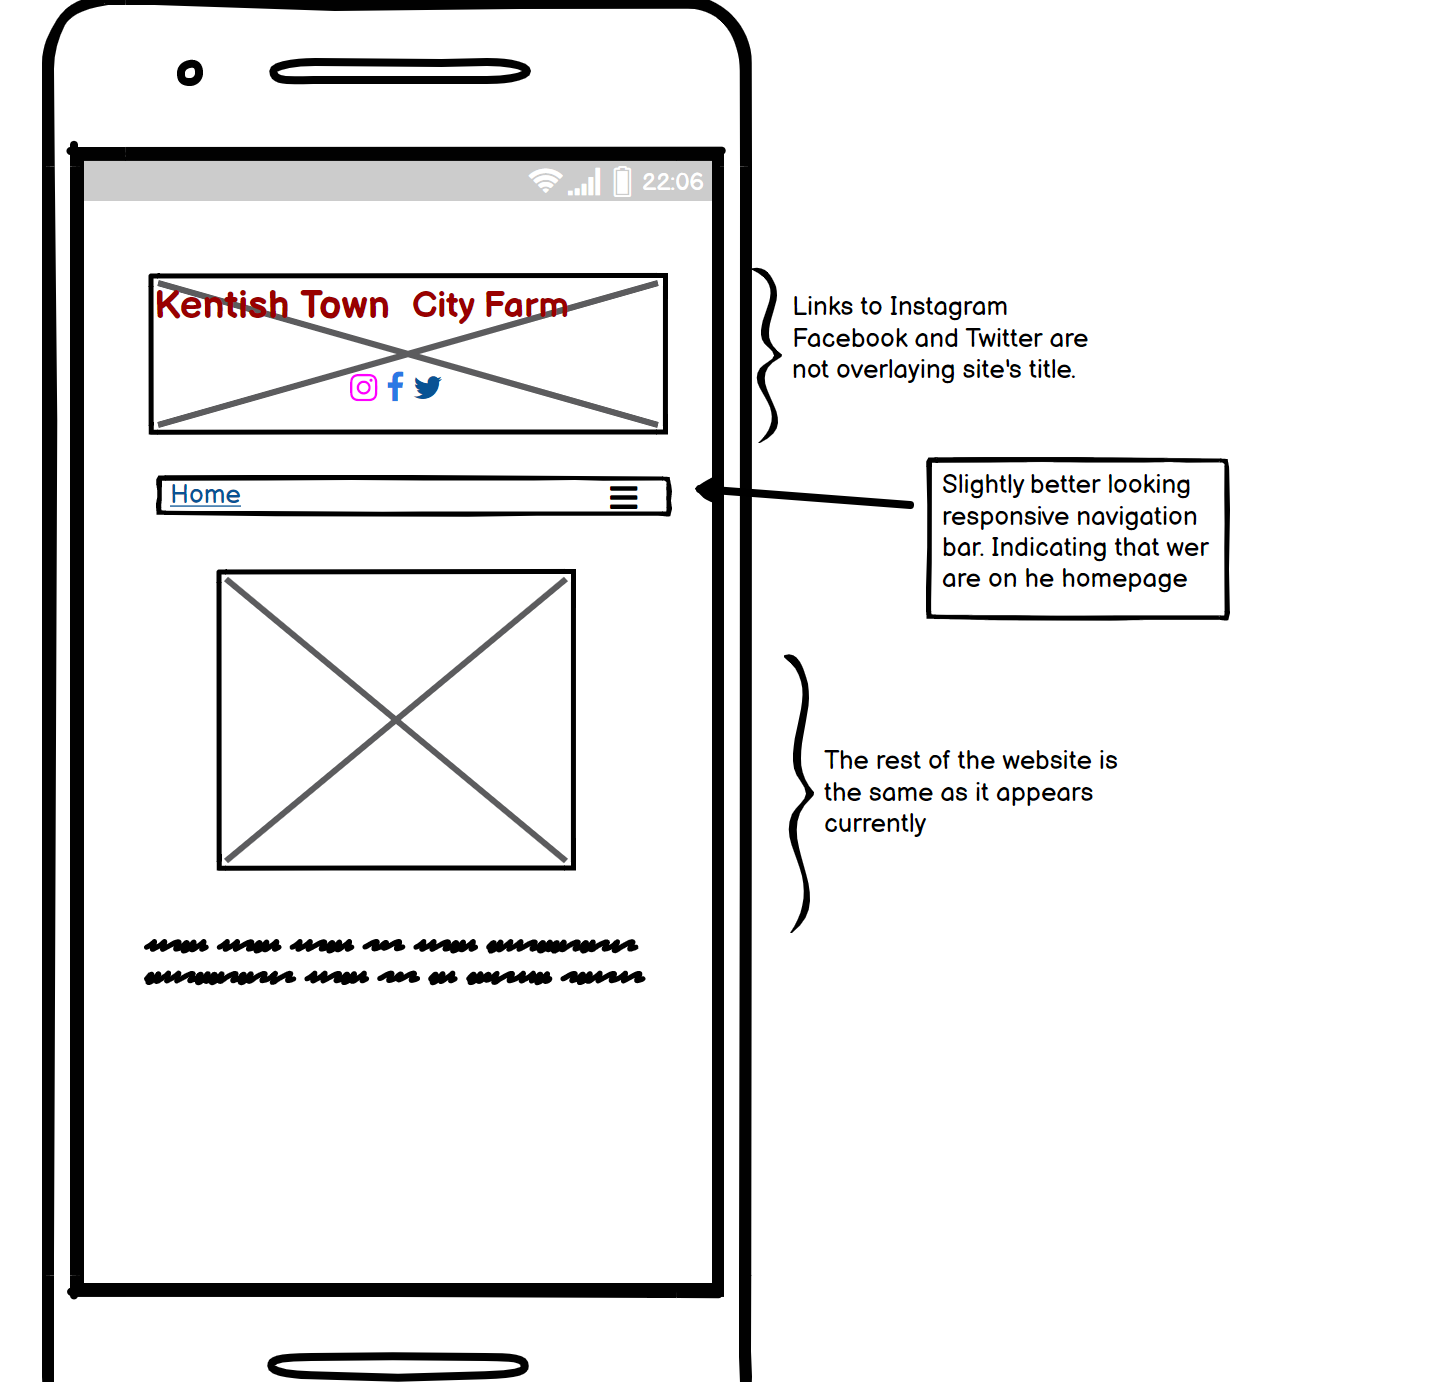 22:06
Kentish Town City Farm
Links to Instagram
Facebook and Twitter are
not overlaying site's title.
Home
Slightly better looking
responsive navigation
bar. Indicating that wer
are on he homepage
The rest of the website is
the same as it appears
currently